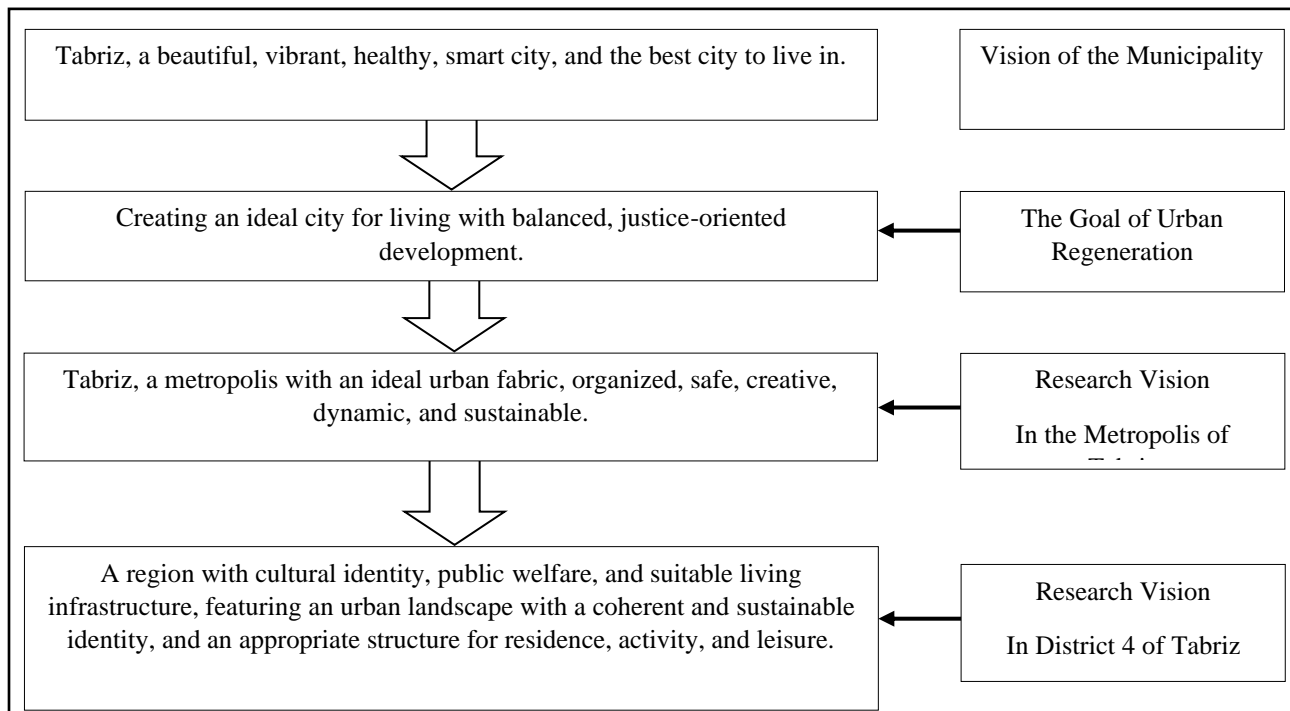 Tabriz, a beautiful, vibrant, healthy, smart city, and the best city to live in.
Vision of the Municipality
Creating an ideal city for living with balanced, justice-oriented
development.
The Goal of Urban
Regeneration
Tabriz, a metropolis with an ideal urban fabric, organized, safe, creative,
dynamic, and sustainable.
Research Vision
In the Metropolis of
A region with cultural identity, public welfare, and suitable living
infrastructure, featuring an urban landscape with a coherent and sustainable
identity, and an appropriate structure for residence, activity, and leisure.
Research Vision
In District 4 of Tabriz